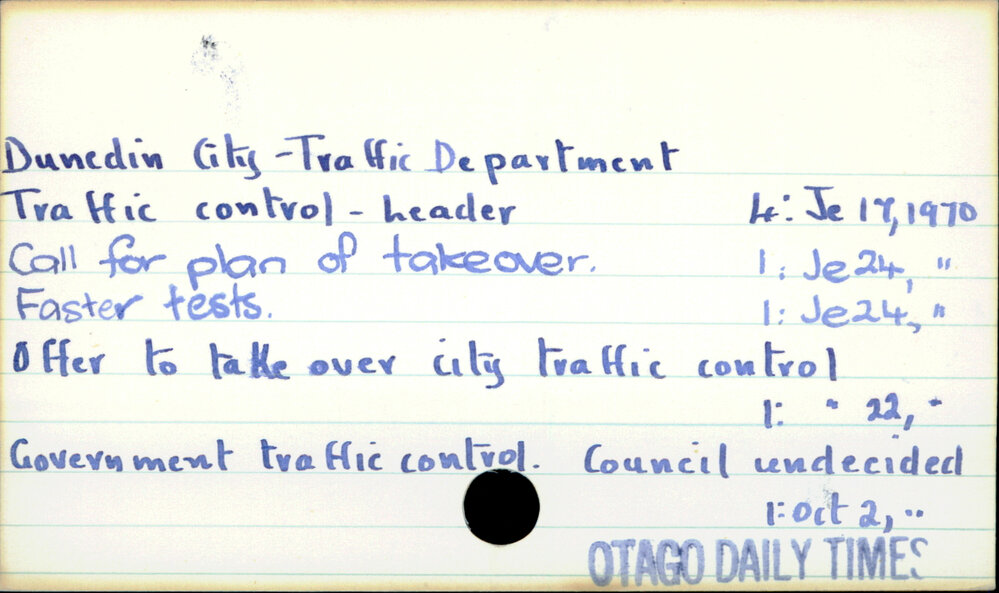 Dunedin City - Traffic Department
Traffic control - Leader 4: Je 17, 1970
Call for plan of takeover. 1: Je 24, "
Faster tests. 1: Je 24, "
Offer to take over city traffic control
1: " 22, "
Government traffic control. Council undecided
1: Oct 2, "
OTAGO DAILY TIMES